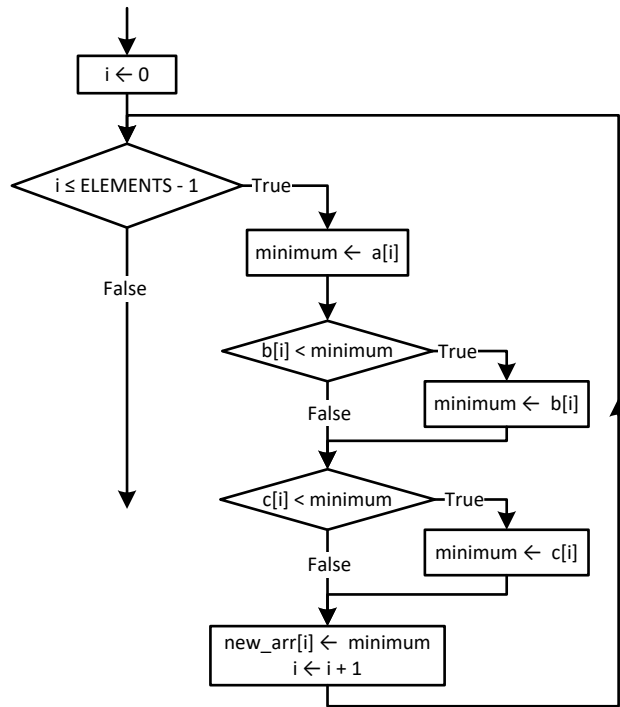 i ← 0
i ≤ ELEMENTS - 1
True
minimum ← a[i]
False
b[i] < minimum
True
minimum ← b[i]
False
c[i] < minimum
True
minimum ← c[i]
False
new_arr[i] ← minimum
i ← i + 1